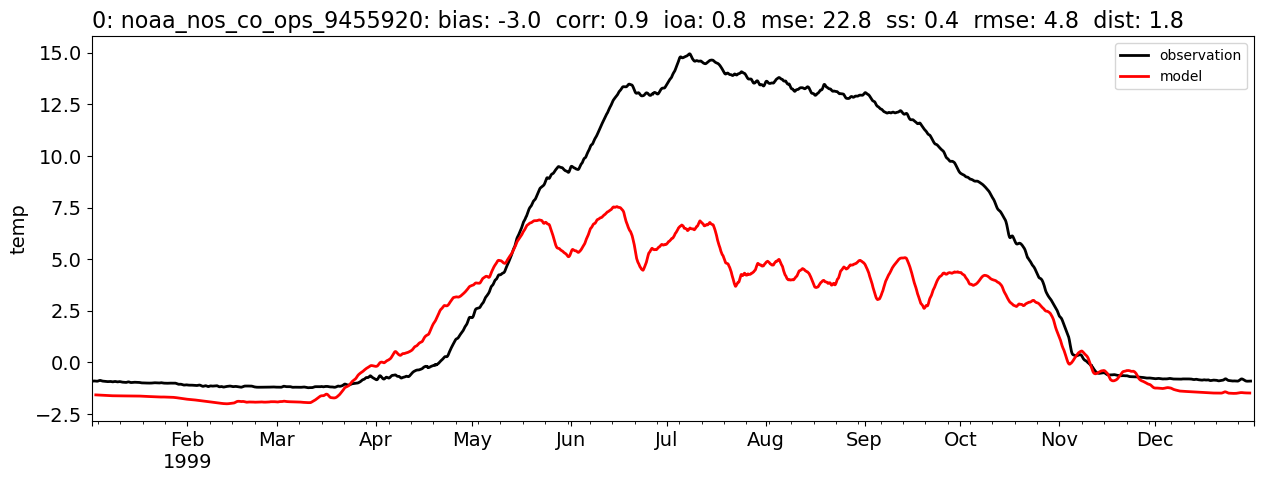 0: noaa_nos_co_ops_9455920: bias: -3.0  corr: 0.9  ioa: 0.8  mse: 22.8  ss: 0.4  rmse: 4.8  dist: 1.8
observation
model
15.0
12.5
10.0
7.5
5.0
2.5
0.0
−2.5
temp
Feb Mar Apr May Jun Jul Aug Sep Oct Nov Dec
1999